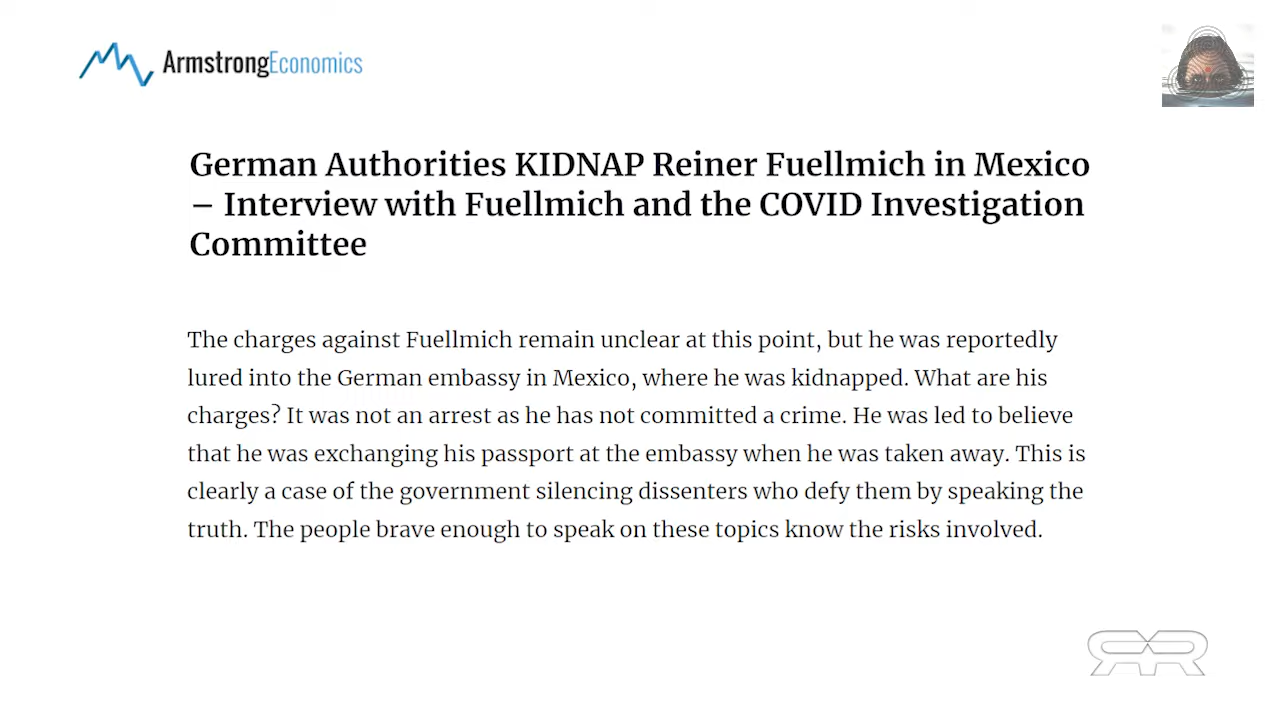 ArmstrongEconomics
German Authorities KIDNAP Reiner Fuellmich in Mexico
– Interview with Fuellmich and the COVID Investigation
Committee
The charges against Fuellmich remain unclear at this point, but he was reportedly
lured into the German embassy in Mexico, where he was kidnapped. What are his
charges? It was not an arrest as he has not committed a crime. He was led to believe
that he was exchanging his passport at the embassy when he was taken away. This is
clearly a case of the government silencing dissenters who defy them by speaking the
truth. The people brave enough to speak on these topics know the risks involved.
RR